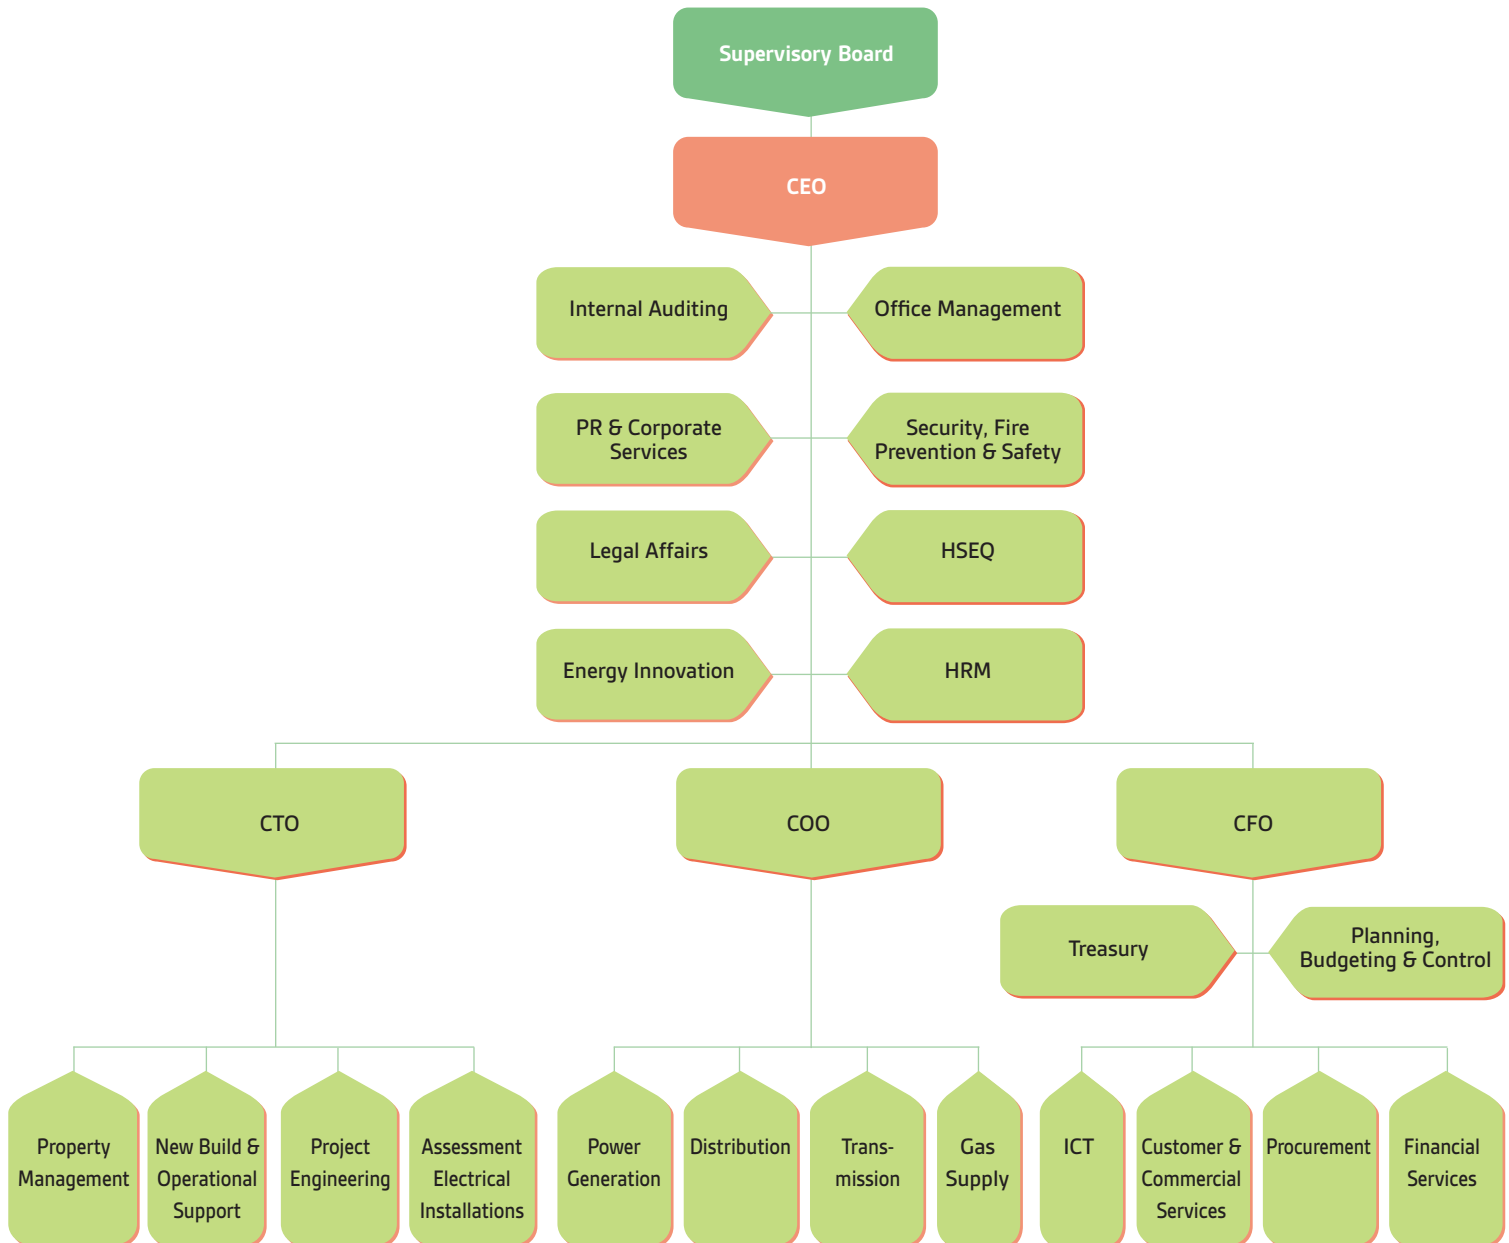 Supervisory Board
CEO
Internal Auditing
Office Management
PR & Corporate
Services
Security, Fire
Prevention & Safety
Legal Affairs
HSEQ
Energy Innovation
HRM
CTO
COO
CFO
Treasury
Planning,
Budgeting & Control
Property
Management
New Build &
Operational
Support
Project
Engineering
Assessment
Electrical
Installations
Power
Generation
Distribution
Trans-
mission
Gas
Supply
ICT
Customer &
Commercial
Services
Procurement
Financial
Services